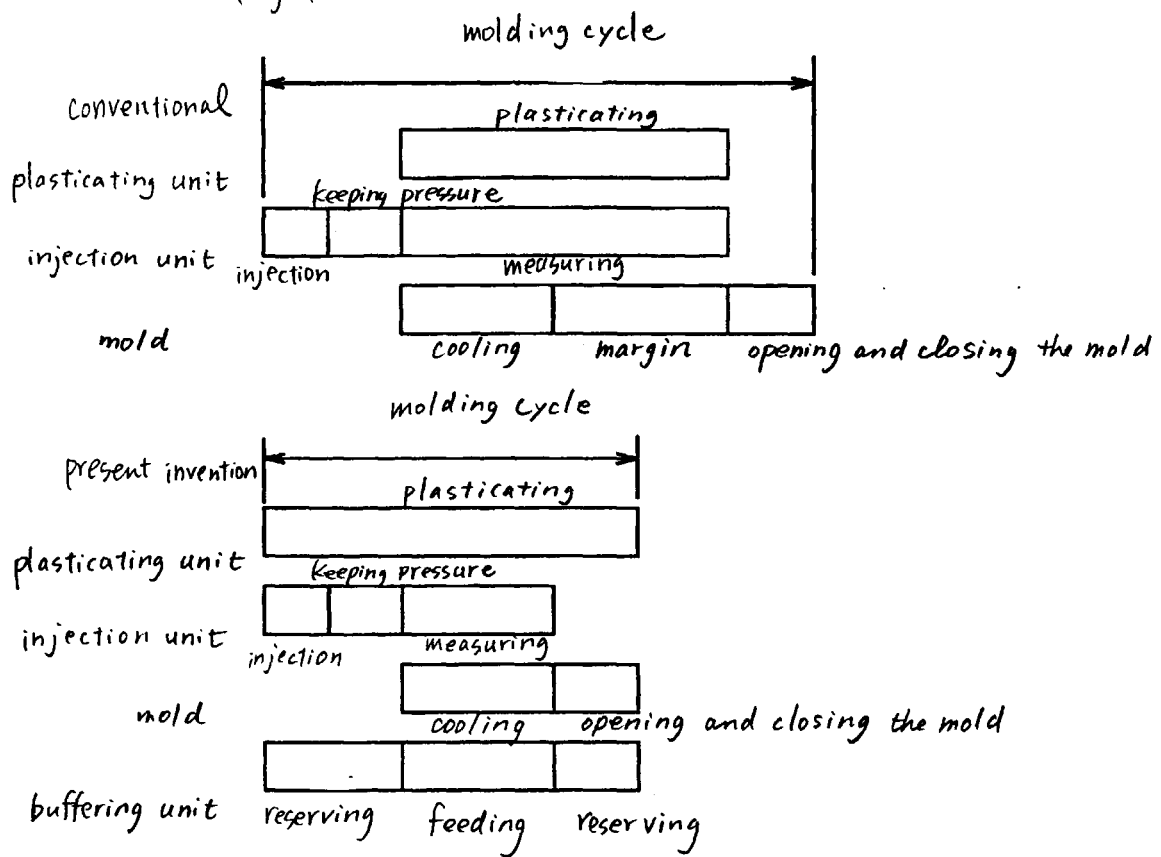 molding cycle
conventional
plasticating
plasticating unit
keeping pressure
injection unit
injection
measuring
mold
cooling margin opening and closing the mold
molding cycle
present invention
plasticating
plasticating unit
keeping pressure
injection unit
injection
measuring
mold
cooling opening and closing the mold
buffering unit
reserving feeding reserving